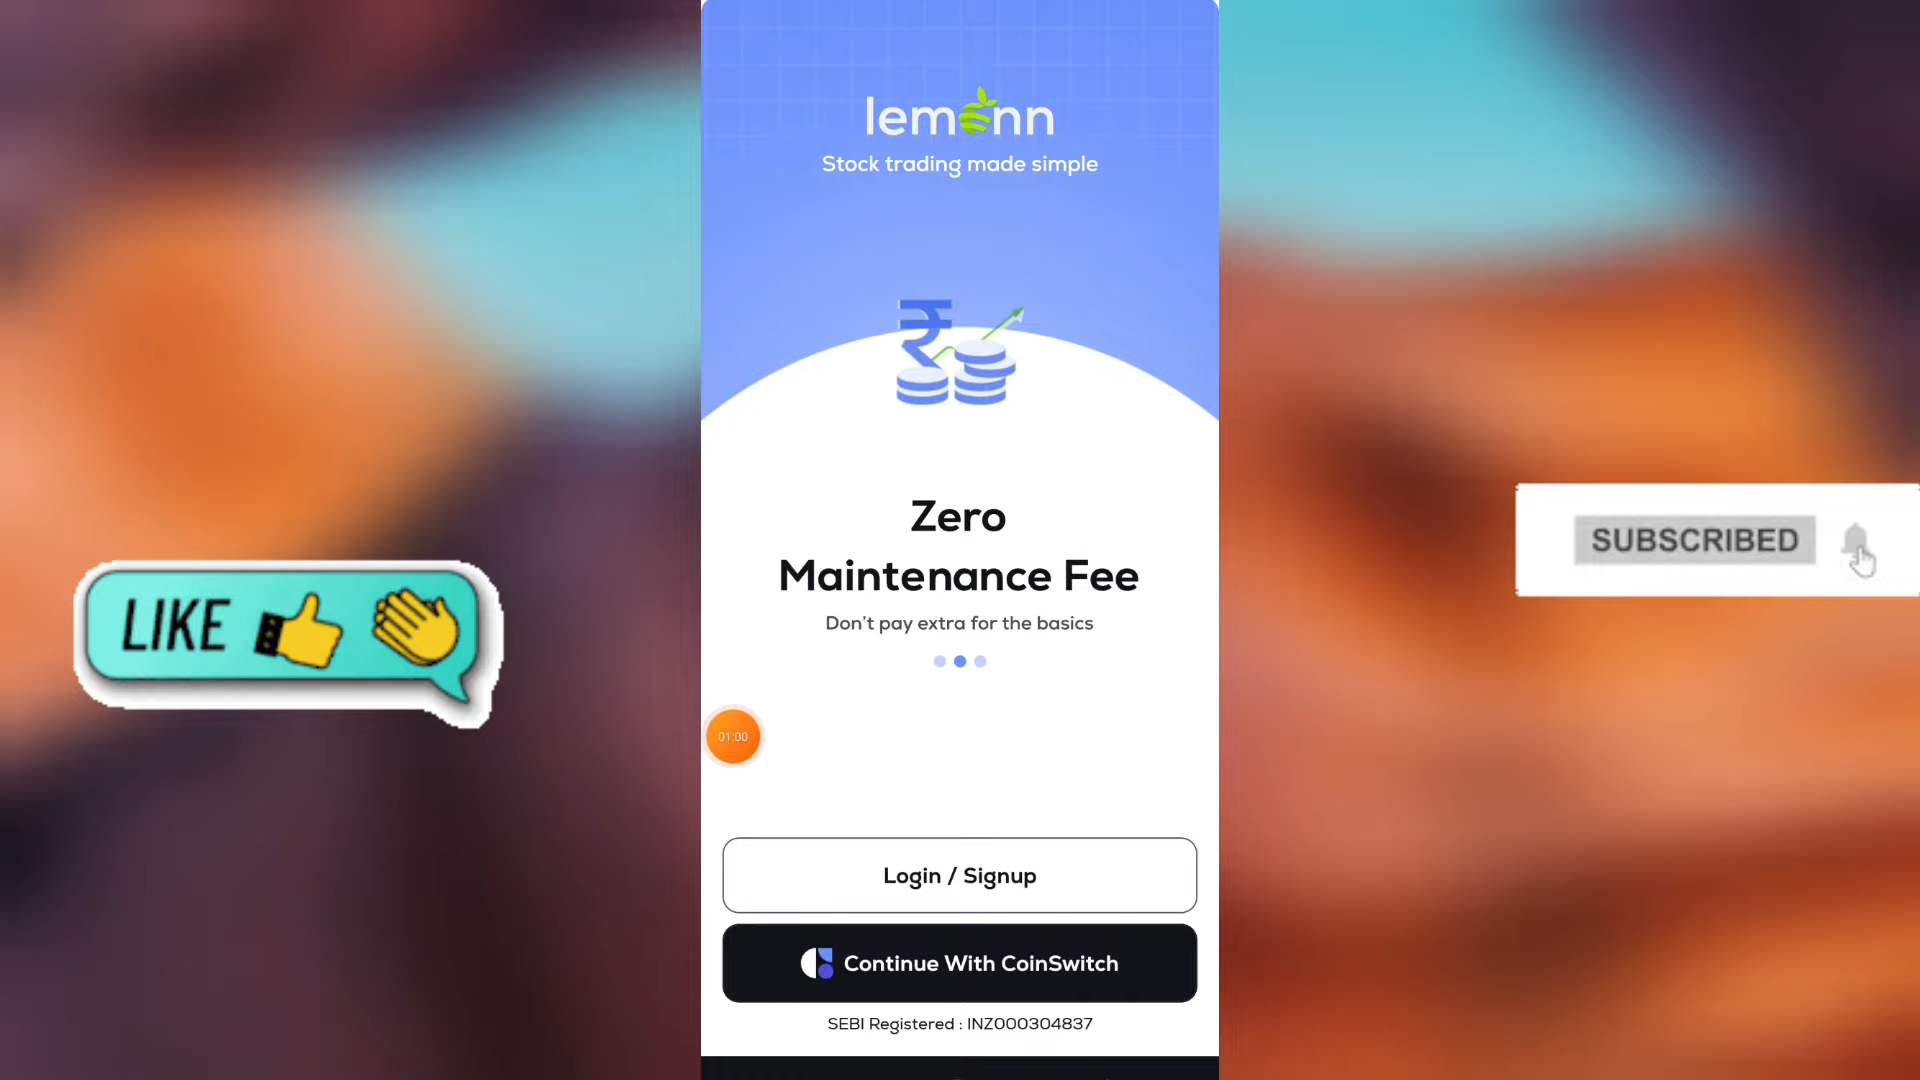 lemonn
Stock trading made simple
Zero
Maintenance Fee
Don't pay extra for the basics
LIKE
SUBSCRIBED
01:00
Login / Signup
Continue With CoinSwitch
SEBI Registered : INZ000304837